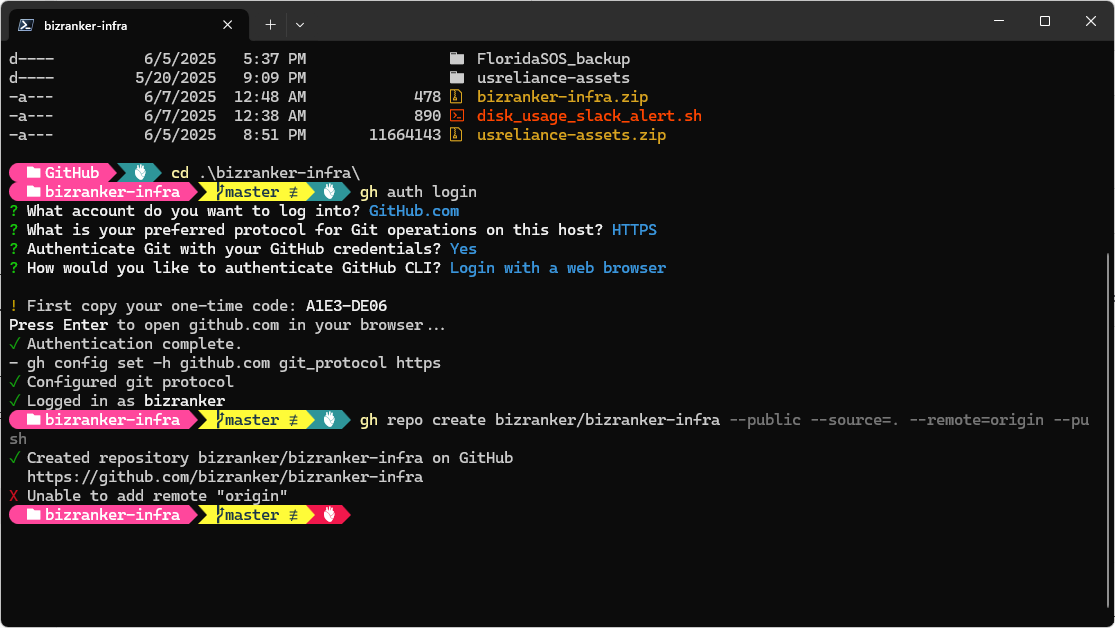 bizranker-infra
d---- 6/5/2025 5:37 PM FloridaSOS_backup
d---- 5/20/2025 9:09 PM usreliance-assets
-a--- 6/7/2025 12:48 AM 478 bizranker-infra.zip
-a--- 6/7/2025 12:38 AM 890 disk_usage_slack_alert.sh
-a--- 6/5/2025 8:51 PM 11664143 usreliance-assets.zip
GitHub cd .\bizranker-infra\
bizranker-infra master ≢ gh auth login
? What account do you want to log into? GitHub.com
? What is your preferred protocol for Git operations on this host? HTTPS
? Authenticate Git with your GitHub credentials? Yes
? How would you like to authenticate GitHub CLI? Login with a web browser
! First copy your one-time code: A1E3-DE06
Press Enter to open github.com in your browser...
✓ Authentication complete.
- gh config set -h github.com git_protocol https
✓ Configured git protocol
✓ Logged in as bizranker
bizranker-infra master ≢ gh repo create bizranker/bizranker-infra --public --source=. --remote=origin --pu
sh
✓ Created repository bizranker/bizranker-infra on GitHub
https://github.com/bizranker/bizranker-infra
X Unable to add remote "origin"
bizranker-infra master ≢